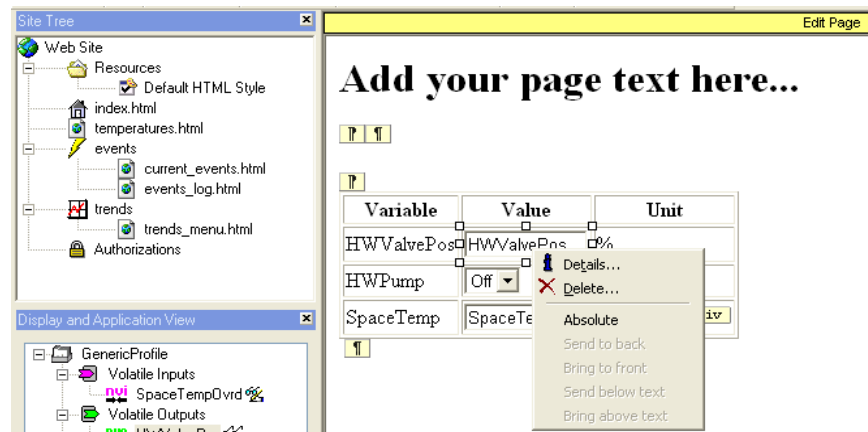 Site Tree
Web Site
Resources
Default HTML Style
index.html
temperatures.html
events
current_events.html
events_log.html
trends
trends_menu.html
Authorizations
Display and Application View
GenericProfile
Volatile Inputs
nvi SpaceTempOvrd
Volatile Outputs
Edit Page
Add your page text here...
Variable Value Unit
HWValvePos HWValvePos %
HWPump Off
SpaceTemp SpaceTe iv
Details...
Delete...
Absolute
Send to back
Bring to front
Send below text
Bring above text